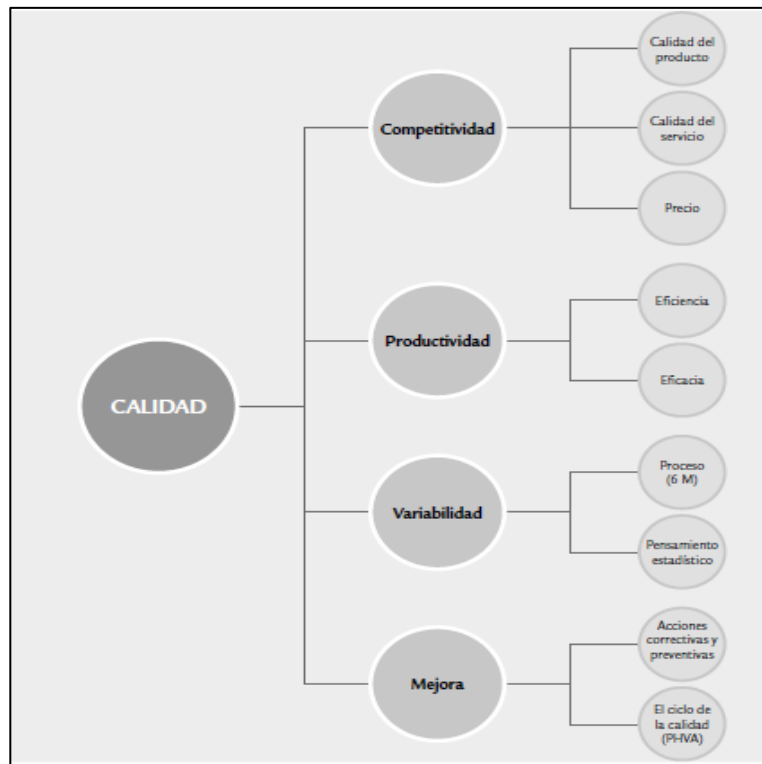 CALIDAD
Competitividad
Calidad del
producto
Calidad del
servicio
Precio
Productividad
Eficiencia
Eficacia
Variabilidad
Proceso
(6 M)
Pensamiento
estadístico
Mejora
Acciones
correctivas y
preventivas
El ciclo de
la calidad
(PHVA)